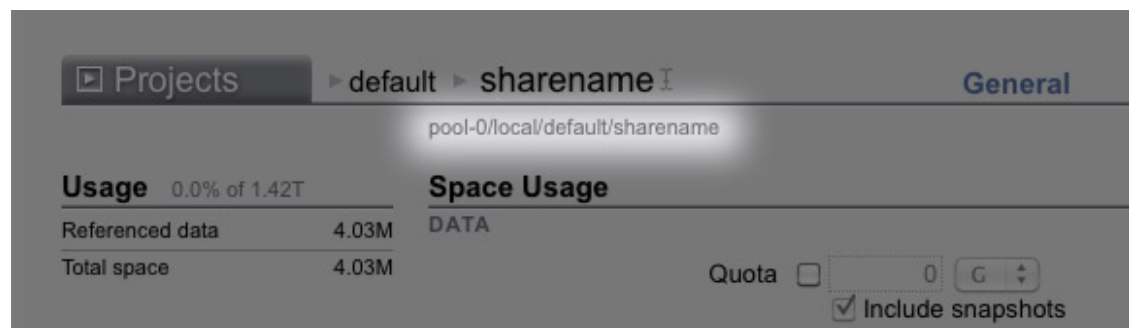 Projects default sharename General
pool-0/local/default/sharename
Usage 0.0% of 1.42T Space Usage
Referenced data 4.03M DATA
Total space 4.03M
Quota 0 G
Include snapshots